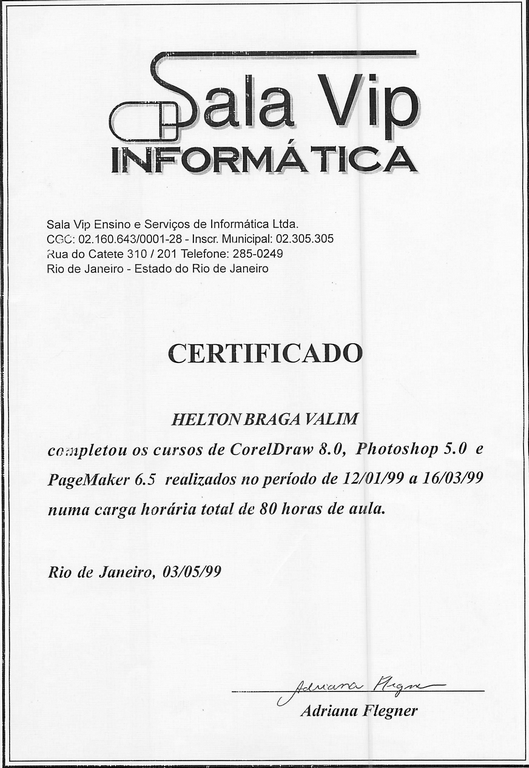 Sala Vip
INFORMÁTICA
Sala Vip Ensino e Serviços de Informática Ltda.
CGC: 02.160.643/0001-28 - Inscr. Municipal: 02.305.305
Rua do Catete 310 / 201 Telefone: 285-0249
Rio de Janeiro - Estado do Rio de Janeiro
CERTIFICADO
HELTON BRAGA VALIM
completou os cursos de CorelDraw 8.0, Photoshop 5.0 e
PageMaker 6.5 realizados no período de 12/01/99 a 16/03/99
numa carga horária total de 80 horas de aula.
Rio de Janeiro, 03/05/99
Adriana Flegner
Adriana Flegner